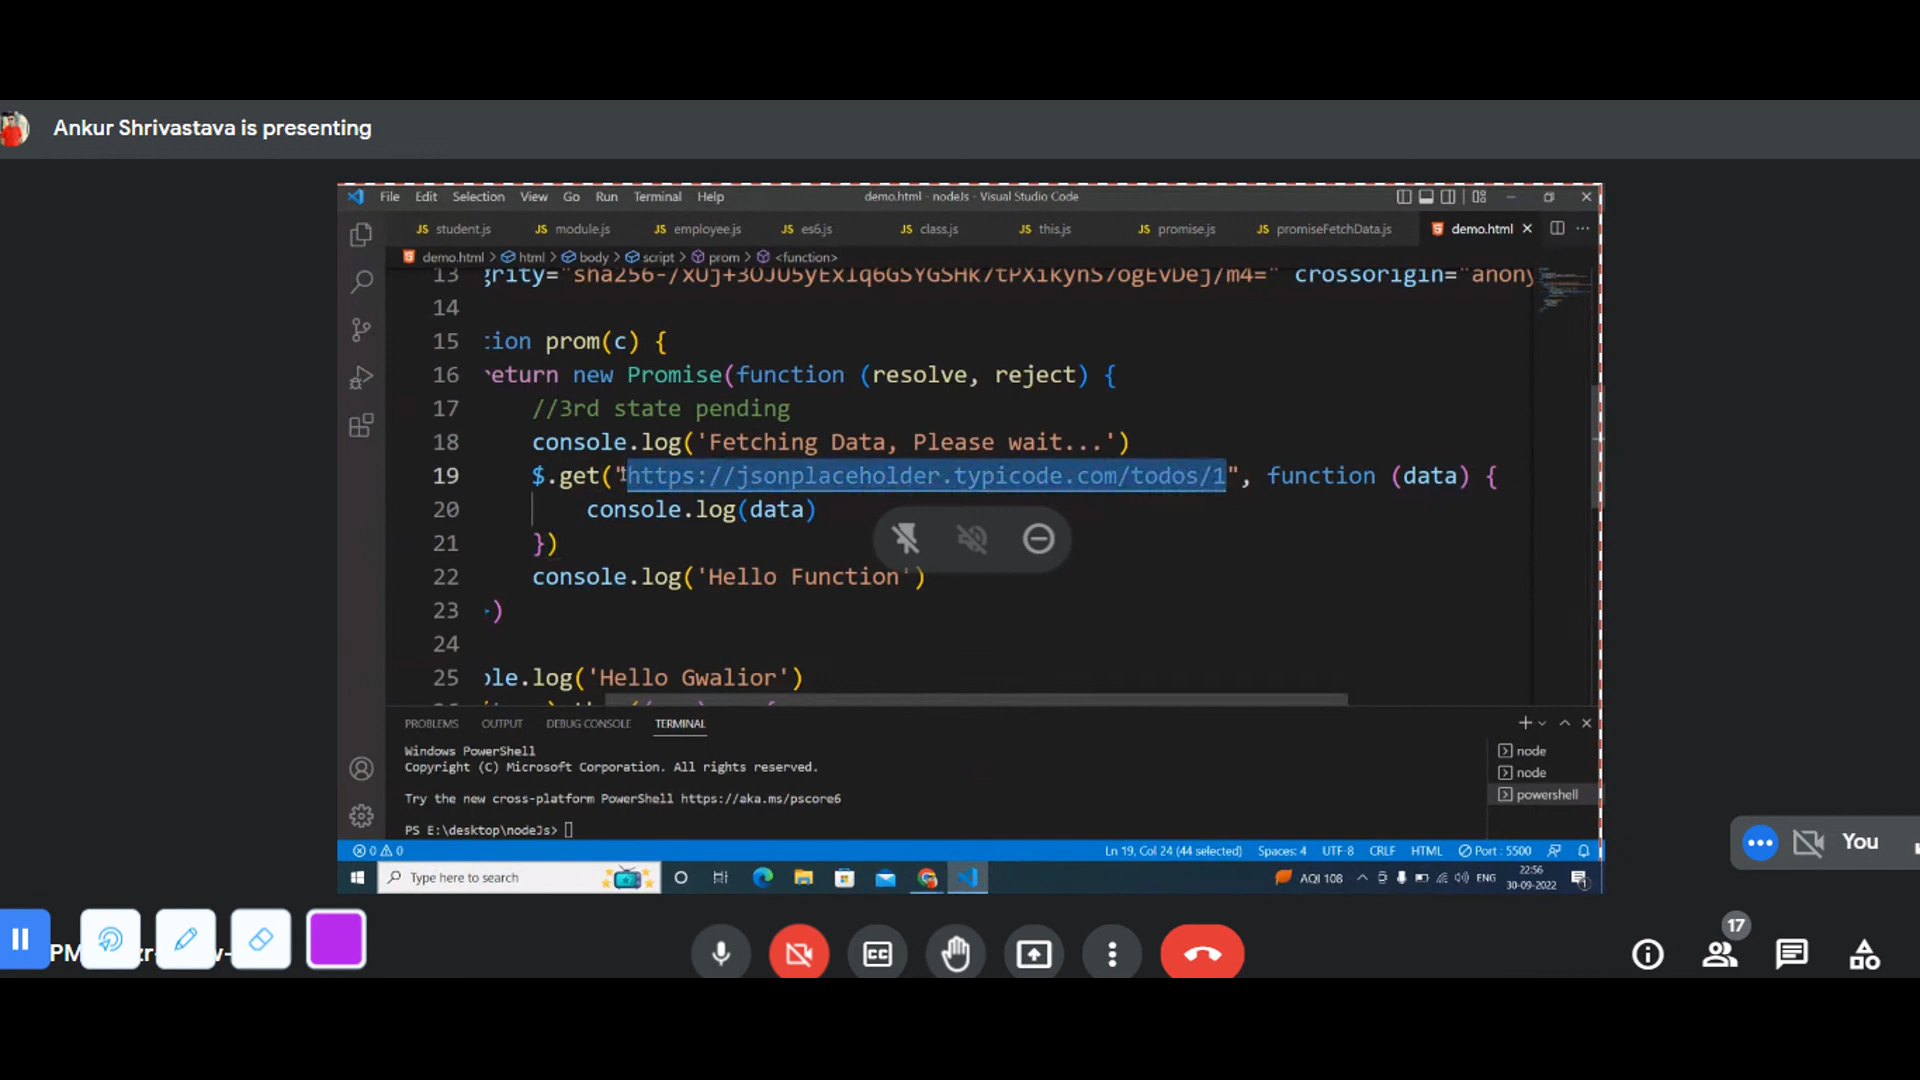 Ankur Shrivastava is presenting
File Edit Selection View Go Run Terminal Help
demo.html - nodeJs - Visual Studio Code
JS student.js JS module.js JS employee.js JS es6.js JS class.js JS this.js JS promise.js JS promiseFetchData.js demo.html
demo.html > html > body > script > prom > <function>
13 grity="sha256-/xUj+3OJU5yExlq6GSYGSHk7tPXikynS7ogEvDej/m4=" crossorigin="anony
14
15 tion prom(c) {
16 return new Promise(function (resolve, reject) {
17 //3rd state pending
18 console.log('Fetching Data, Please wait...')
19 $.get("https://jsonplaceholder.typicode.com/todos/1", function (data) {
20 console.log(data)
21 })
22 console.log('Hello Function')
23 })
24
25 ole.log('Hello Gwalior')
PROBLEMS OUTPUT DEBUG CONSOLE TERMINAL
Windows PowerShell
Copyright (C) Microsoft Corporation. All rights reserved.
Try the new cross-platform PowerShell https://aka.ms/pscore6
PS E:\desktop\nodeJs>
node
node
powershell
0 0 Ln 19, Col 24 (44 selected) Spaces: 4 UTF-8 CRLF HTML Port : 5500
Type here to search
AQI 108 ENG 22:56
30-09-2022
1
You
PM
CC
17